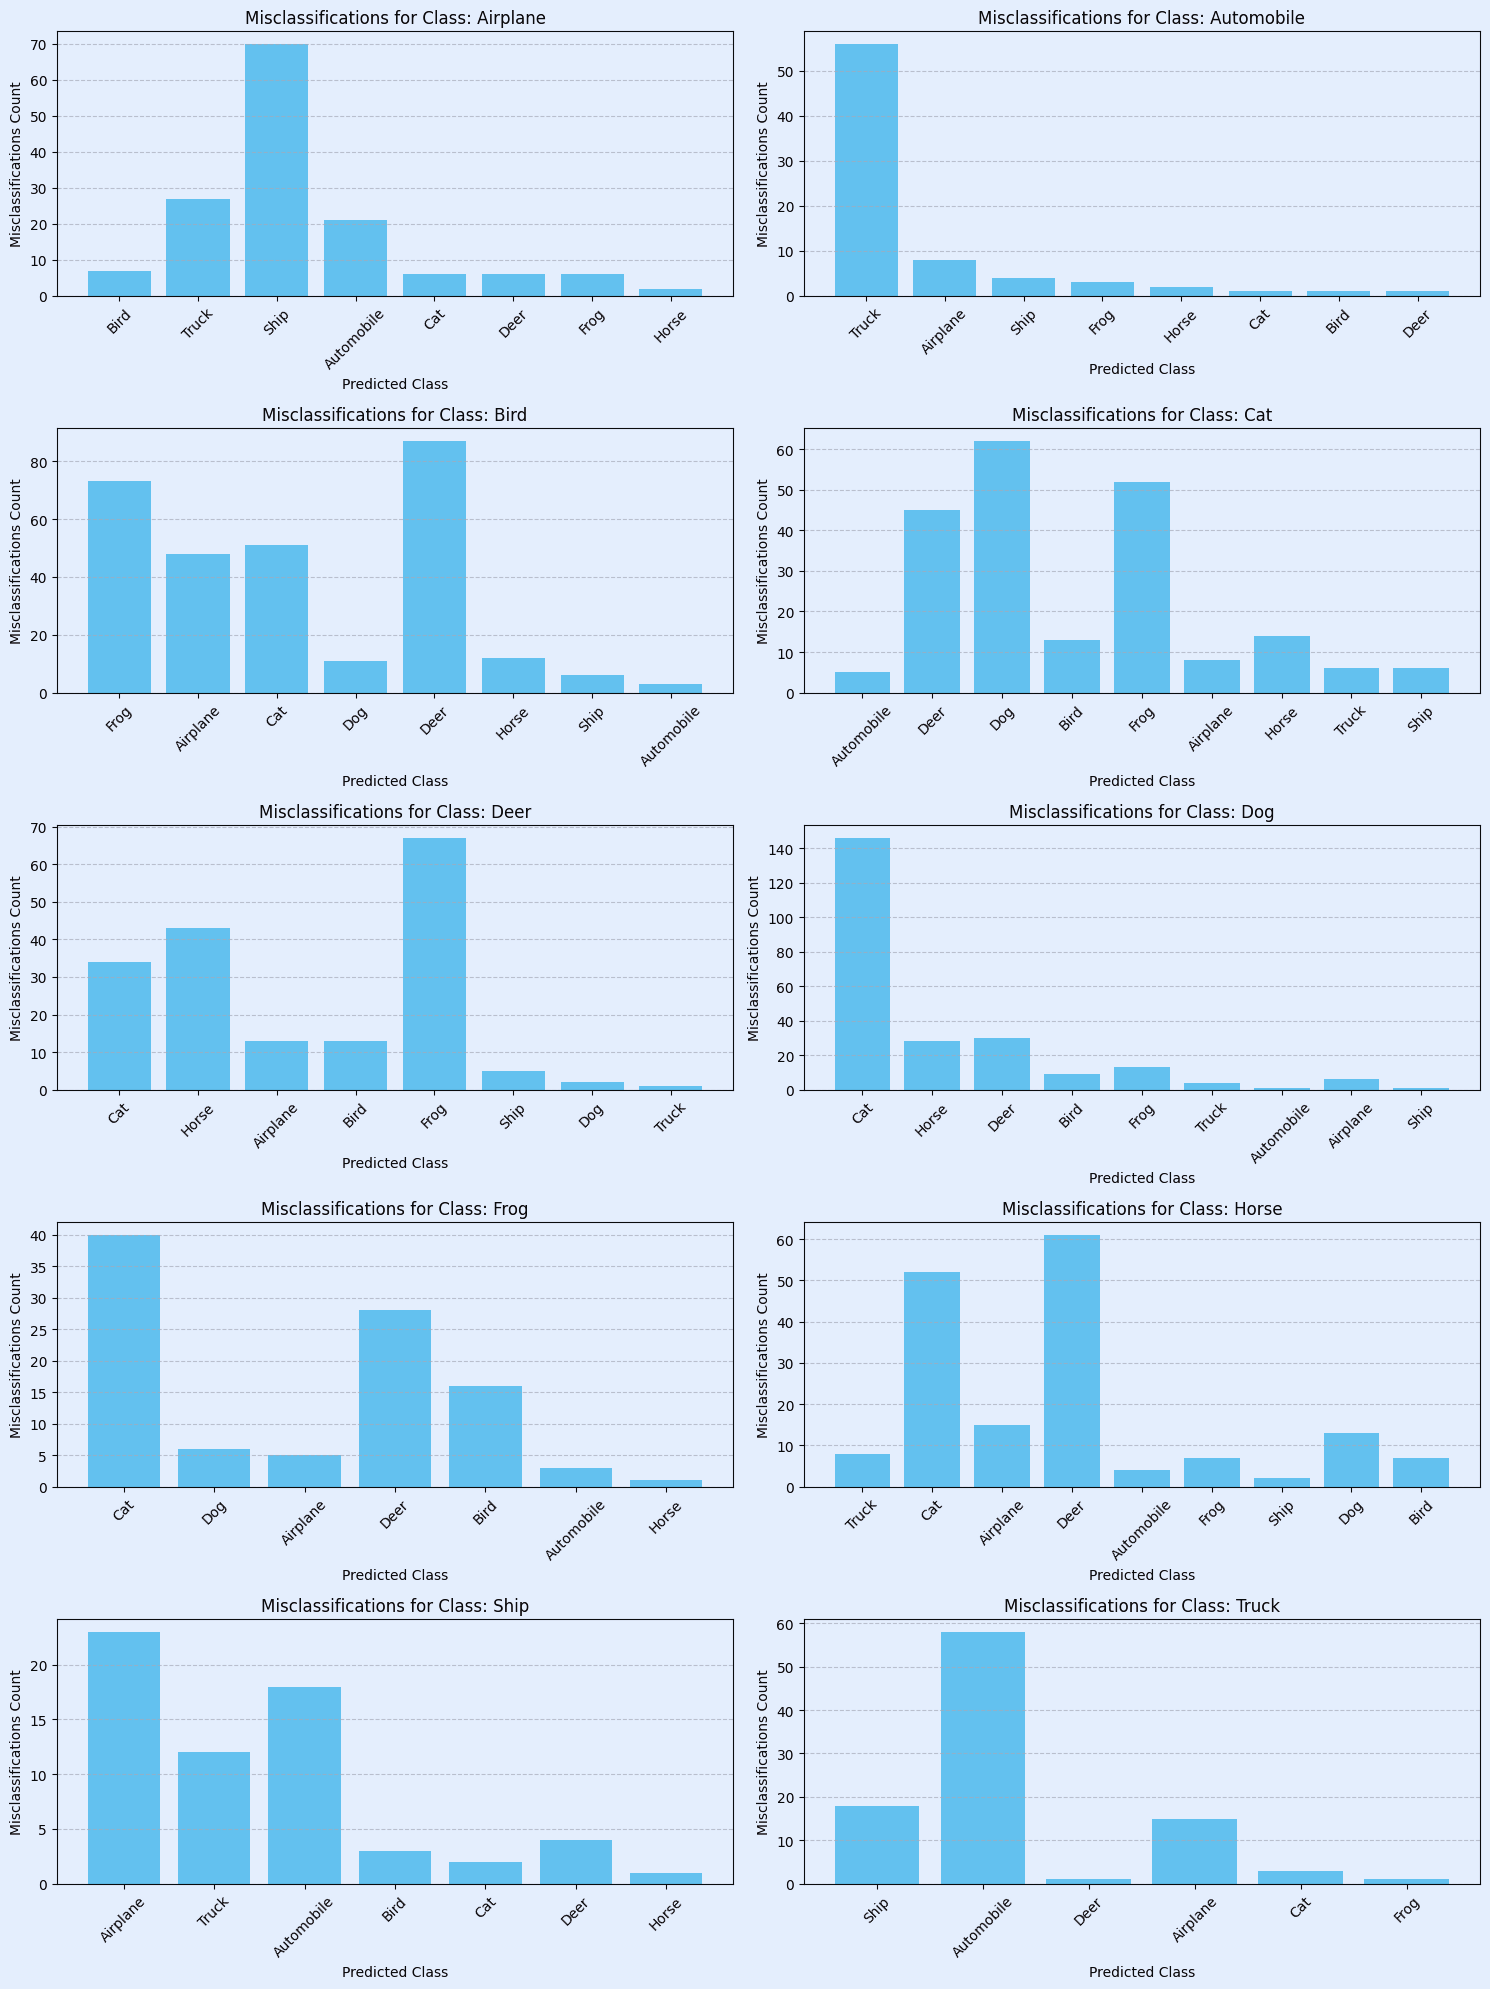 Misclassifications for Class: Airplane
Misclassifications Count
70
60
50
40
30
20
10
0
Bird
Truck
Ship
Automobile
Cat
Deer
Frog
Horse
Predicted Class
Misclassifications for Class: Automobile
Misclassifications Count
50
40
30
20
10
0
Truck
Airplane
Ship
Frog
Horse
Cat
Bird
Deer
Predicted Class
Misclassifications for Class: Bird
Misclassifications Count
80
60
40
20
0
Frog
Airplane
Cat
Dog
Deer
Horse
Ship
Automobile
Predicted Class
Misclassifications for Class: Cat
Misclassifications Count
60
50
40
30
20
10
0
Automobile
Deer
Dog
Bird
Frog
Airplane
Horse
Truck
Ship
Predicted Class
Misclassifications for Class: Deer
Misclassifications Count
70
60
50
40
30
20
10
0
Cat
Horse
Airplane
Bird
Frog
Ship
Dog
Truck
Predicted Class
Misclassifications for Class: Dog
Misclassifications Count
140
120
100
80
60
40
20
0
Cat
Horse
Deer
Bird
Frog
Truck
Automobile
Airplane
Ship
Predicted Class
Misclassifications for Class: Frog
Misclassifications Count
40
35
30
25
20
15
10
5
0
Cat
Dog
Airplane
Deer
Bird
Automobile
Horse
Predicted Class
Misclassifications for Class: Horse
Misclassifications Count
60
50
40
30
20
10
0
Truck
Cat
Airplane
Deer
Automobile
Frog
Ship
Dog
Bird
Predicted Class
Misclassifications for Class: Ship
Misclassifications Count
20
15
10
5
0
Airplane
Truck
Automobile
Bird
Cat
Deer
Horse
Predicted Class
Misclassifications for Class: Truck
Misclassifications Count
60
50
40
30
20
10
0
Ship
Automobile
Deer
Airplane
Cat
Frog
Predicted Class